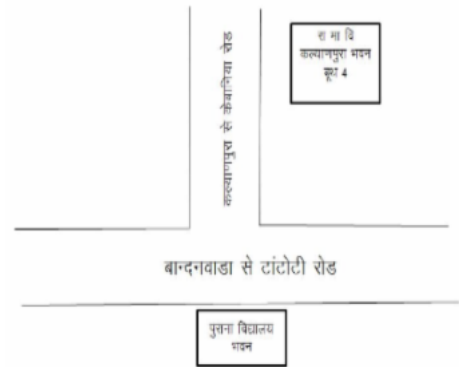 रा मा वि
कल्याणपुरा भवन
बूथ 4
कल्याणपुरा से केबानिया रोड
बान्दनवाडा से टांटोटी रोड
पुराना विद्यालय
भवन